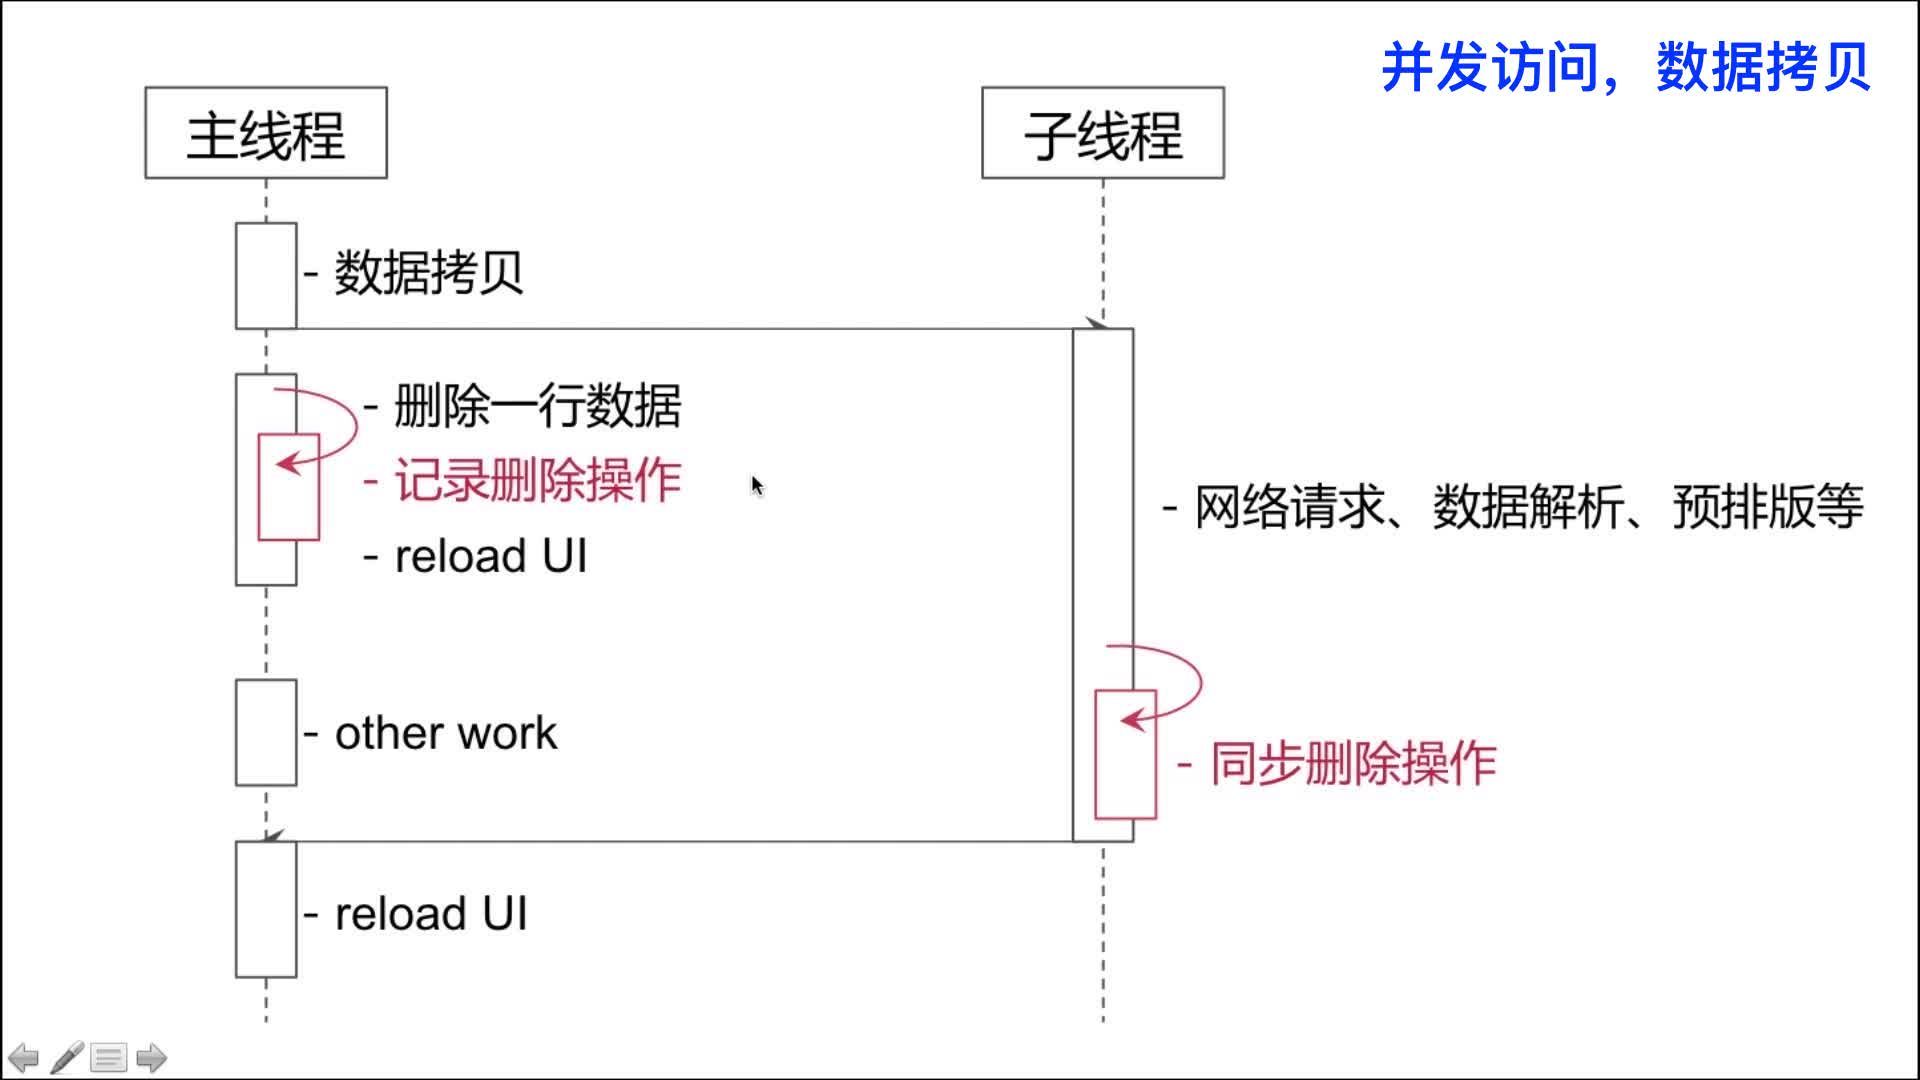 并发访问，数据拷贝
主线程
子线程
- 数据拷贝
- 删除一行数据
- 记录删除操作
- reload UI
- 网络请求、数据解析、预排版等
- other work
- 同步删除操作
- reload UI